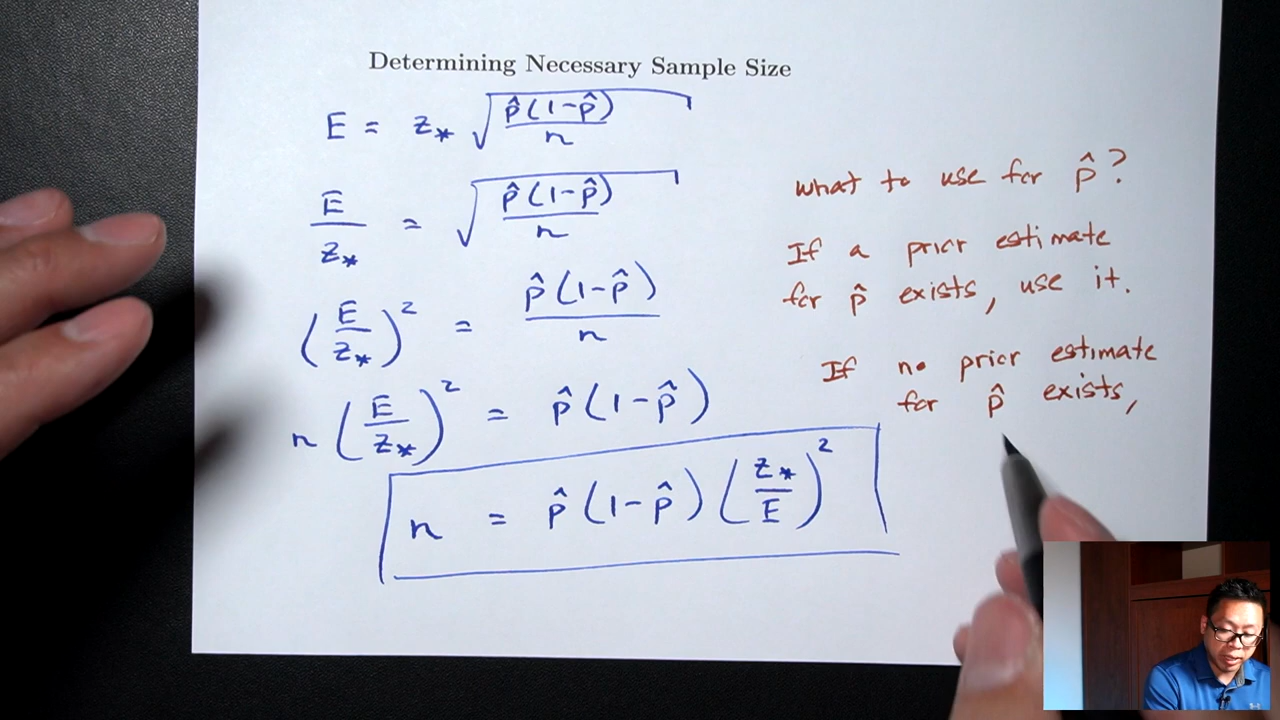 Determining Necessary Sample Size
E = z* √(p̂(1-p̂)/n)
E/z* = √(p̂(1-p̂)/n)
(E/z*)² = p̂(1-p̂)/n
n(E/z*)² = p̂(1-p̂)
n = p̂(1-p̂)(z*/E)²
what to use for p̂?
If a prior estimate
for p̂ exists, use it.
If no prior estimate
for p̂ exists,